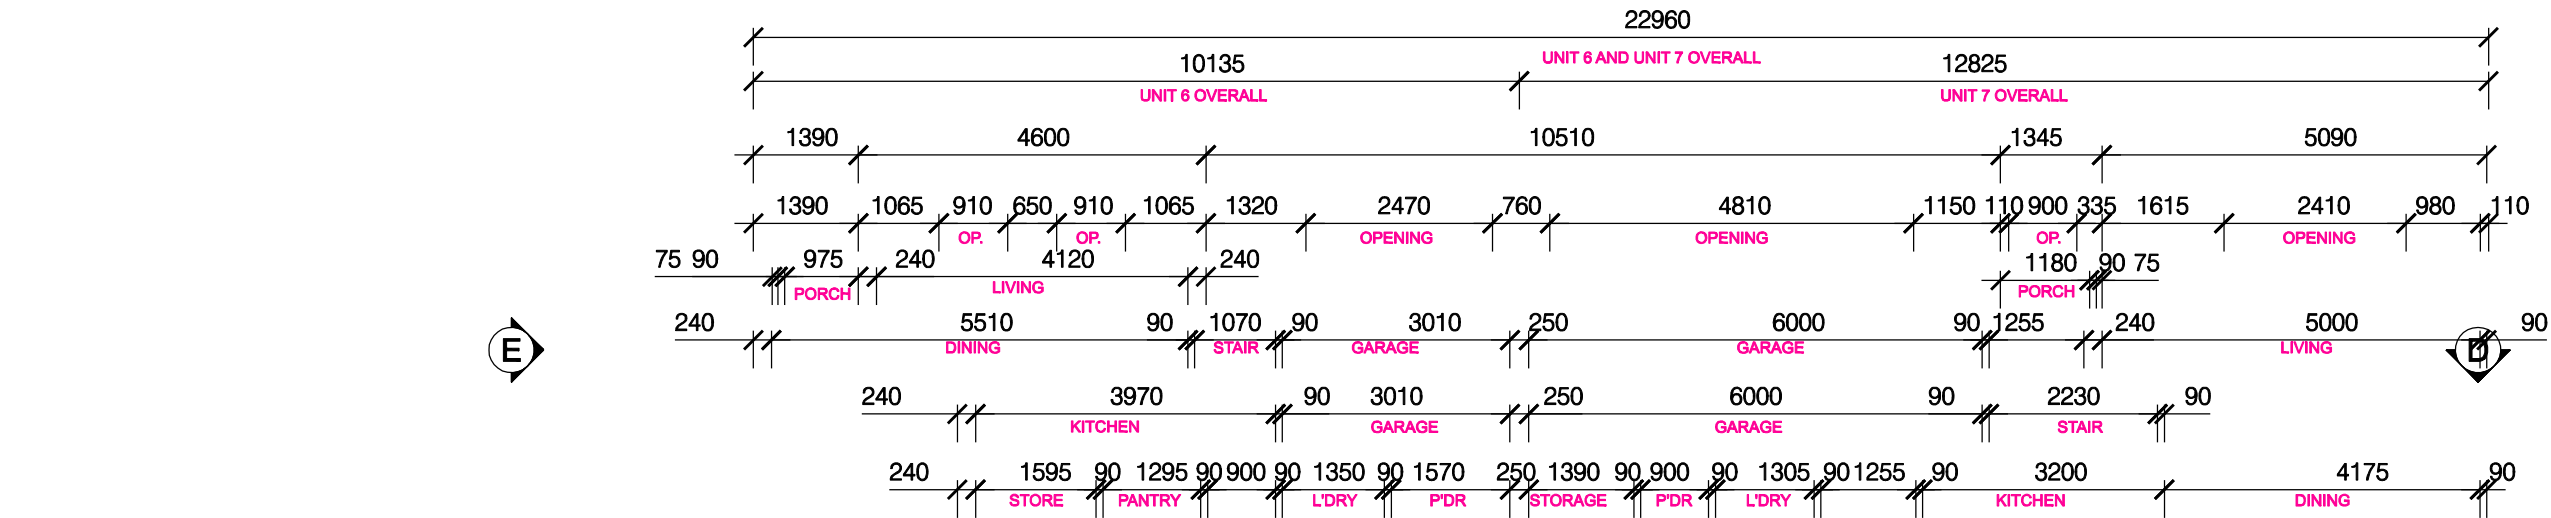 22960
UNIT 6 AND UNIT 7 OVERALL
10135 12825
UNIT 6 OVERALL UNIT 7 OVERALL
1390 4600 10510 1345 5090
1390 1065 910 650 910 1065 1320 2470 760 4810 1150 110 900 335 1615 2410 980 110
OP. OP. OPENING OPENING OP. OPENING
75 90 975 240 4120 240 1180 90 75
PORCH LIVING PORCH
240 5510 90 1070 90 3010 250 6000 90 1255 240 5000 90
E DINING STAIR GARAGE GARAGE LIVING D
240 3970 90 3010 250 6000 90 2230 90
KITCHEN GARAGE GARAGE STAIR
240 1595 90 1295 90 900 90 1350 90 1570 250 1390 90 900 90 1305 90 1255 90 3200 4175 90
STORE PANTRY L'DRY P'DR STORAGE P'DR L'DRY KITCHEN DINING